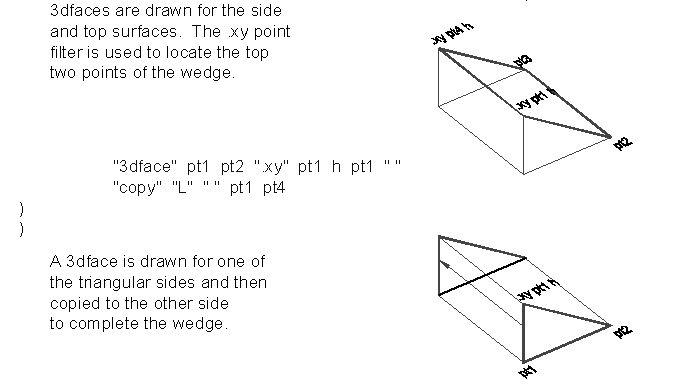 3dfaces are drawn for the side
and top surfaces. The .xy point
filter is used to locate the top
two points of the wedge.
.xy pt4 h
pt3
.xy pt1 h
pt2
"3dface" pt1 pt2 ".xy" pt1 h pt1 " "
"copy" "L" " " pt1 pt4
)
)
A 3dface is drawn for one of
the triangular sides and then
copied to the other side
to complete the wedge.
.xy pt1 h
pt2
pt1